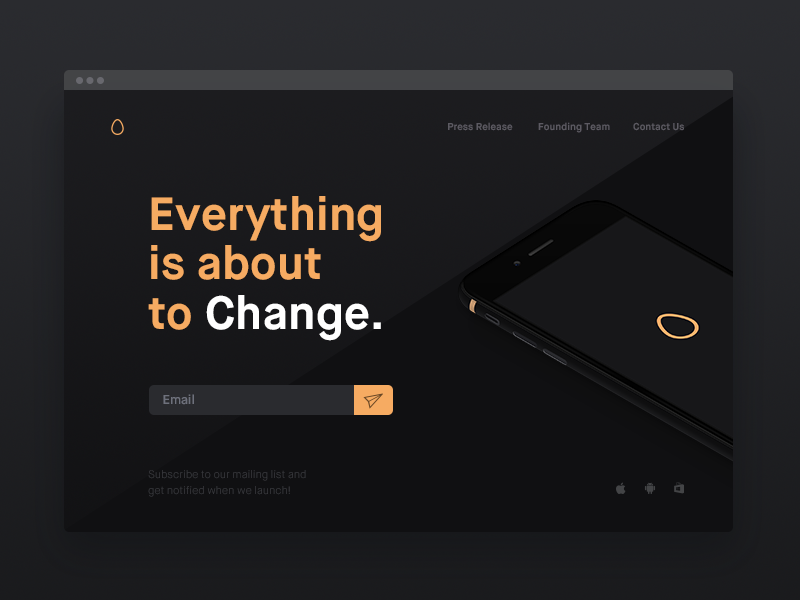 Press Release
Founding Team
Contact Us
Everything
is about
to Change.
Email
Subscribe to our mailing list and
get notified when we launch!